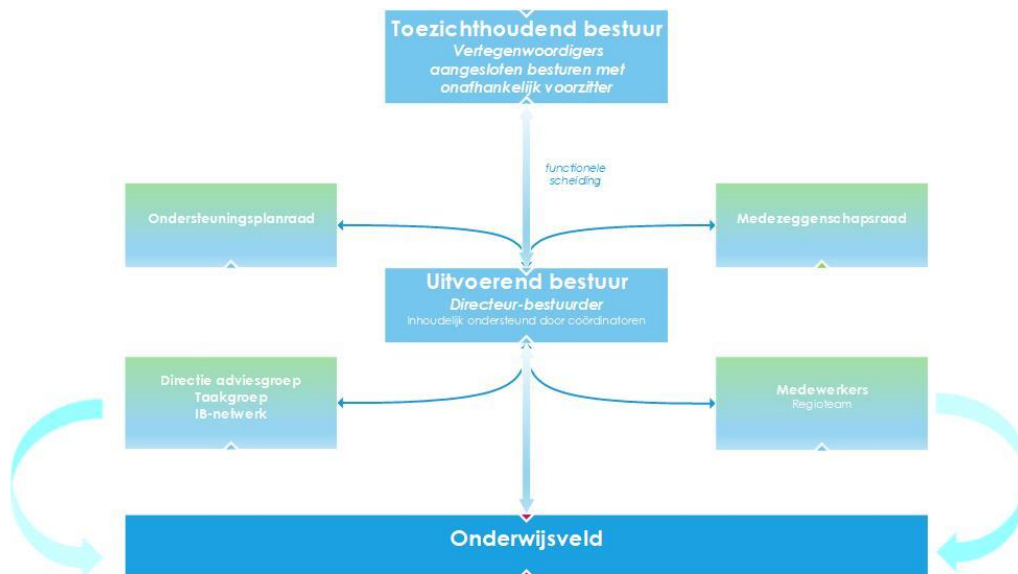 Toezichthoudend bestuur
Vertegenwoordigers
aangesloten besturen met
onafhankelijk voorzitter
functionele
scheiding
Ondersteuningsplanraad
Medezeggenschapsraad
Uitvoerend bestuur
Directeur-bestuurder
Inhoudelijk ondersteund door coördinatoren
Directie adviesgroep
Taakgroep
IB-netwerk
Medewerkers
Regioteam
Onderwijsveld